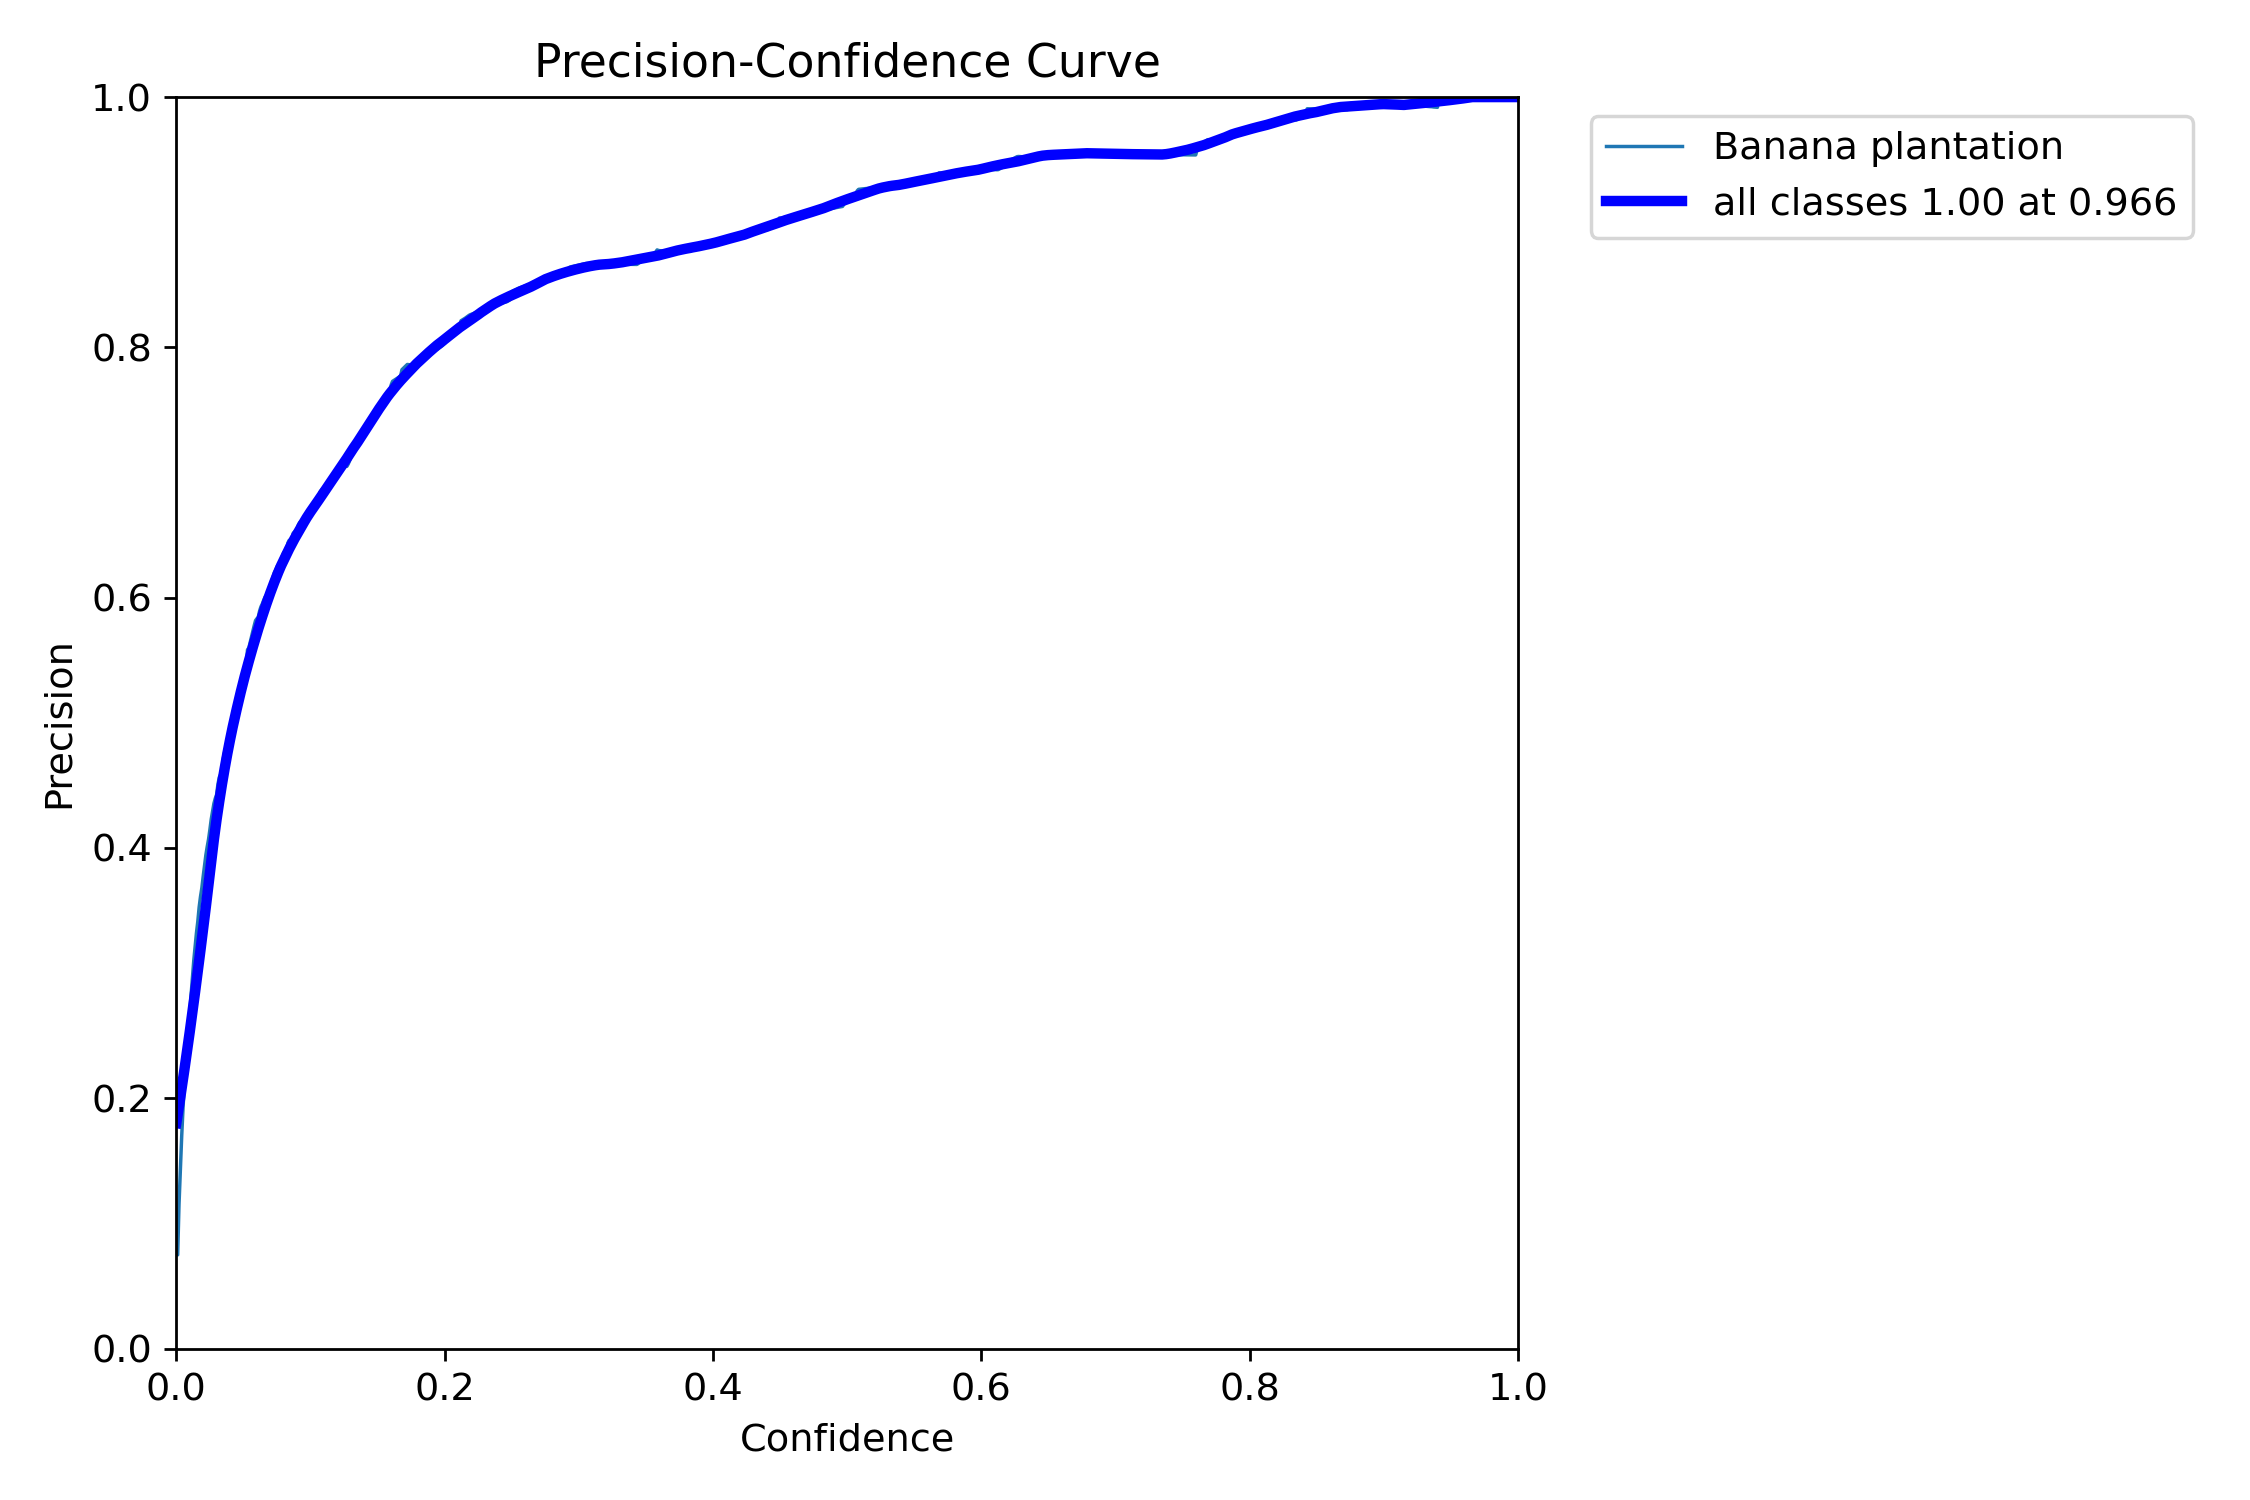 Precision-Confidence Curve
1.0
0.8
0.6
0.4
0.2
0.0
Precision
0.0 0.2 0.4 0.6 0.8 1.0
Confidence
Banana plantation
all classes 1.00 at 0.966